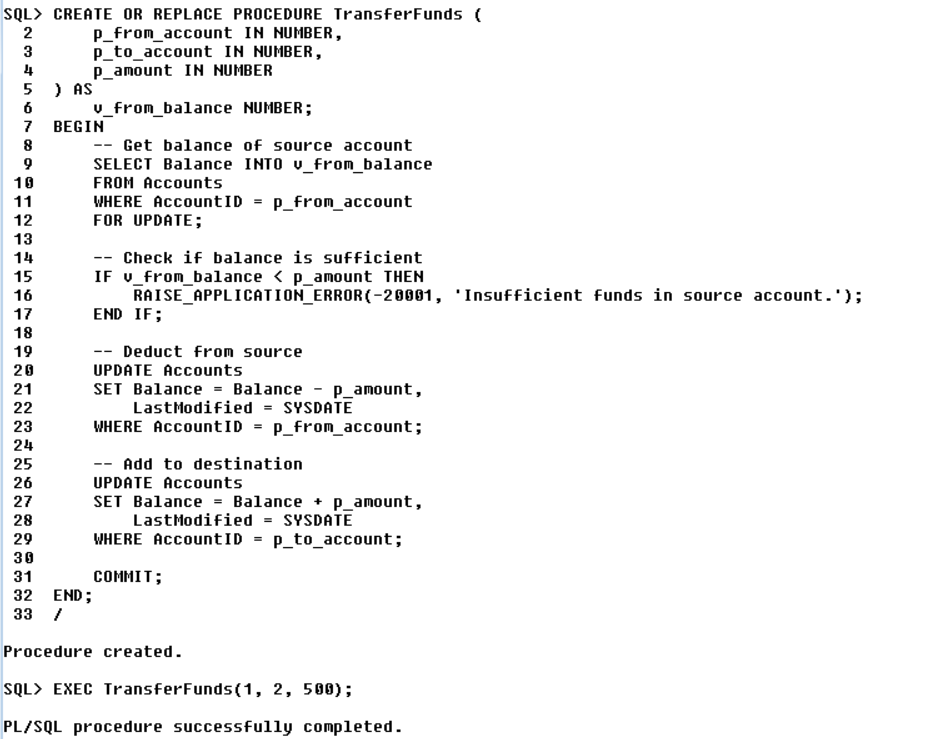 SQL> CREATE OR REPLACE PROCEDURE TransferFunds (
  2      p_from_account IN NUMBER,
  3      p_to_account IN NUMBER,
  4      p_amount IN NUMBER
  5  ) AS
  6      v_from_balance NUMBER;
  7  BEGIN
  8      -- Get balance of source account
  9      SELECT Balance INTO v_from_balance
 10      FROM Accounts
 11      WHERE AccountID = p_from_account
 12      FOR UPDATE;
 13
 14      -- Check if balance is sufficient
 15      IF v_from_balance < p_amount THEN
 16          RAISE_APPLICATION_ERROR(-20001, 'Insufficient funds in source account.');
 17      END IF;
 18
 19      -- Deduct from source
 20      UPDATE Accounts
 21      SET Balance = Balance - p_amount,
 22          LastModified = SYSDATE
 23      WHERE AccountID = p_from_account;
 24
 25      -- Add to destination
 26      UPDATE Accounts
 27      SET Balance = Balance + p_amount,
 28          LastModified = SYSDATE
 29      WHERE AccountID = p_to_account;
 30
 31      COMMIT;
 32  END;
 33  /
Procedure created.
SQL> EXEC TransferFunds(1, 2, 500);
PL/SQL procedure successfully completed.